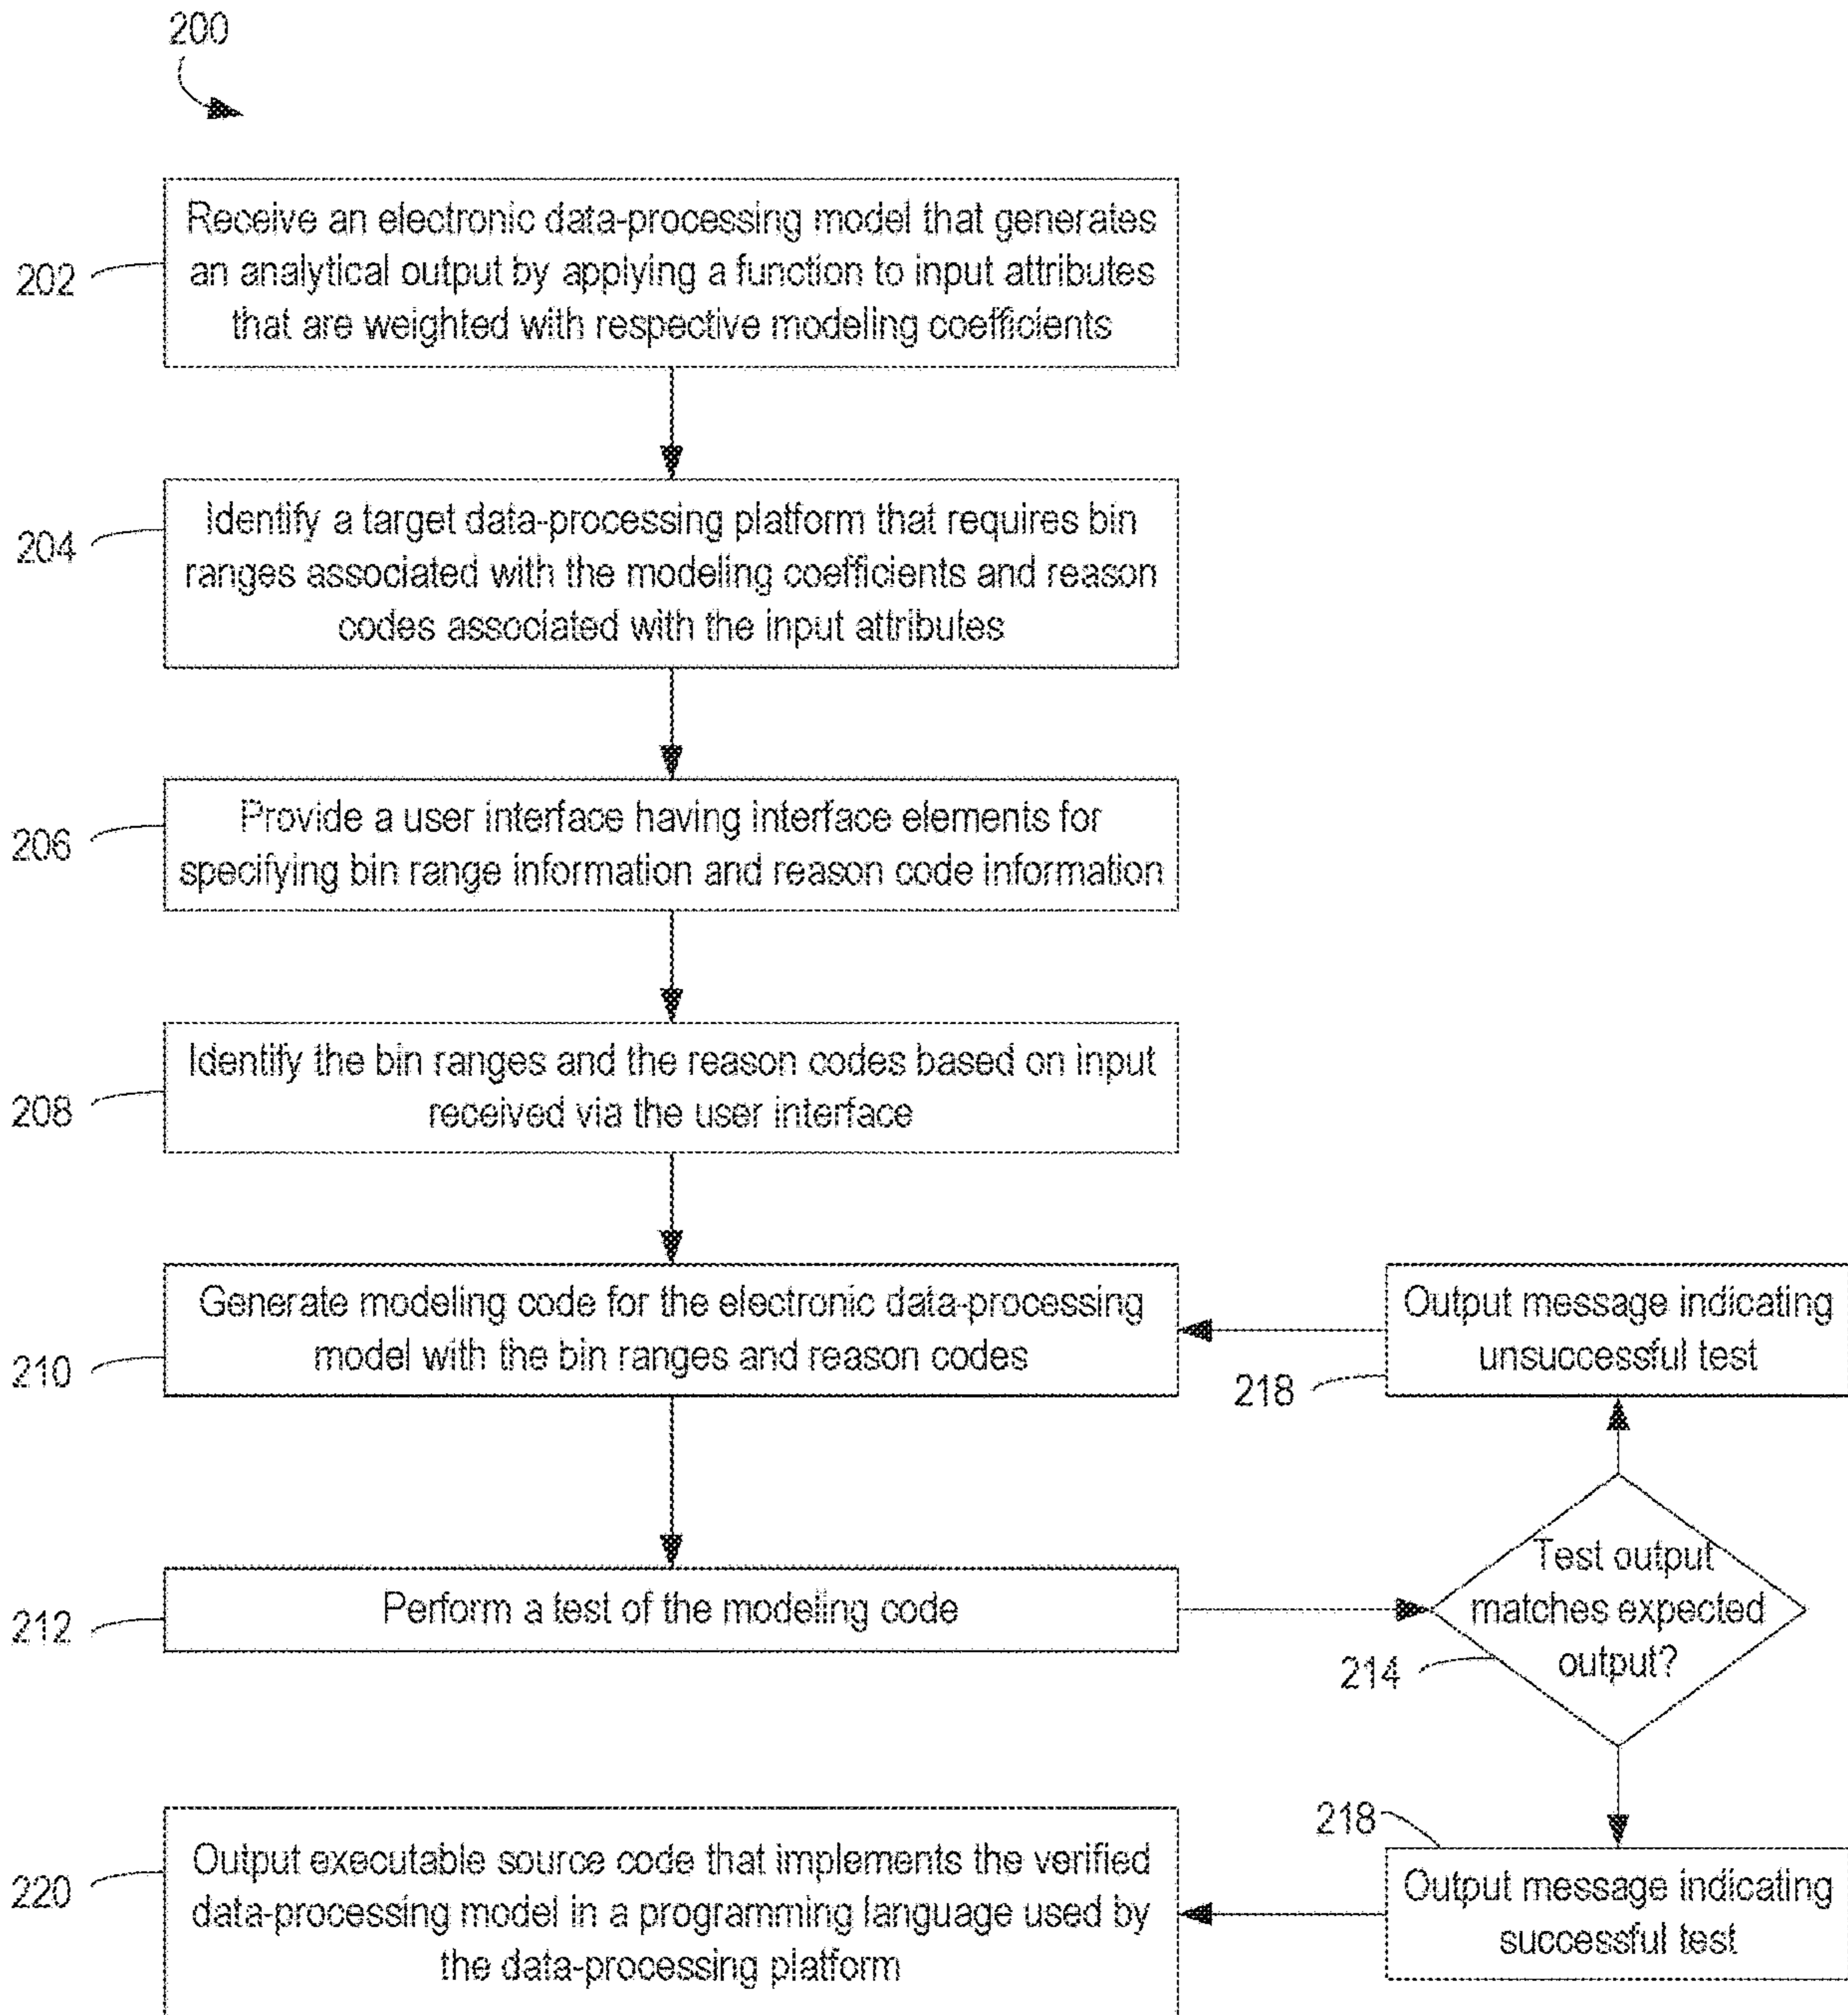 200
202
Receive an electronic data-processing model that generates
an analytical output by applying a function to input attributes
that are weighted with respective modeling coefficients
204
Identify a target data-processing platform that requires bin
ranges associated with the modeling coefficients and reason
codes associated with the input attributes
206
Provide a user interface having interface elements for
specifying bin range information and reason code information
208
Identify the bin ranges and the reason codes based on input
received via the user interface
210
Generate modeling code for the electronic data-processing
model with the bin ranges and reason codes
218
Output message indicating
unsuccessful test
212
Perform a test of the modeling code
214
Test output
matches expected
output?
218
Output message indicating
successful test
220
Output executable source code that implements the verified
data-processing model in a programming language used by
the data-processing platform